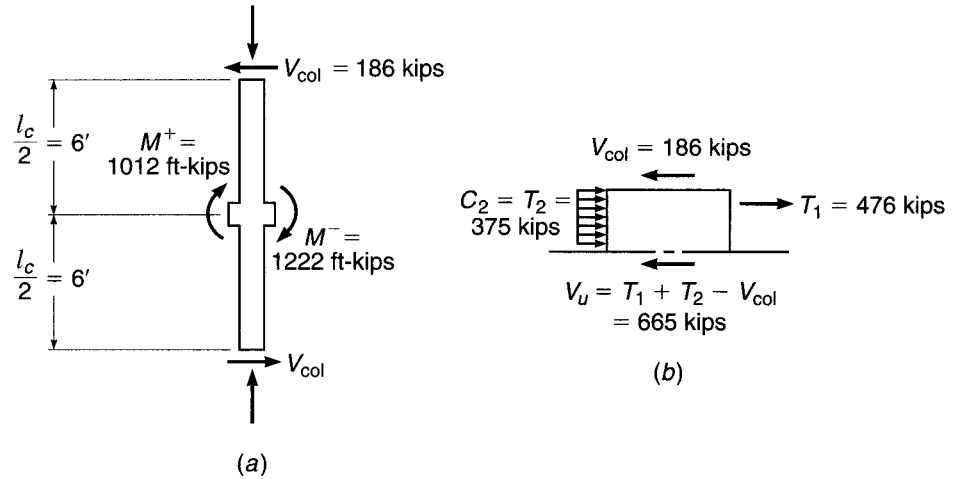 V_col = 186 kips
l_c/2 = 6′
M⁺ =
1012 ft-kips
M⁻ =
1222 ft-kips
l_c/2 = 6′
V_col
(a)
V_col = 186 kips
C₂ = T₂ =
375 kips
T₁ = 476 kips
V_u = T₁ + T₂ − V_col
= 665 kips
(b)